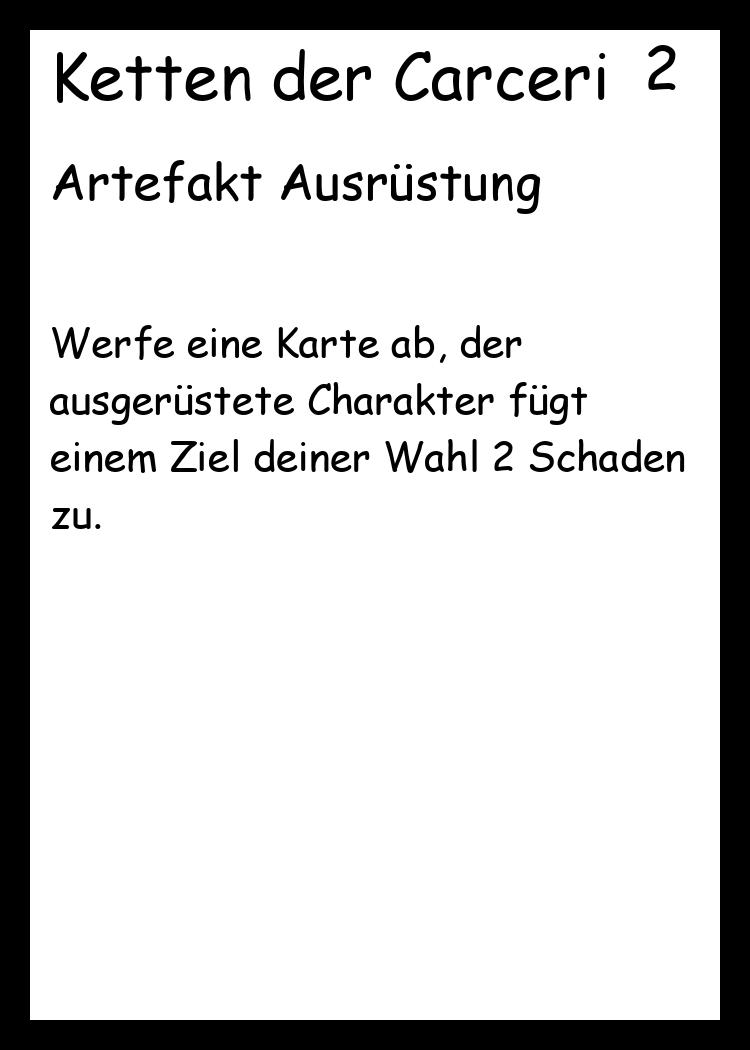 Ketten der Carceri 2
Artefakt Ausrüstung
Werfe eine Karte ab, der
ausgerüstete Charakter fügt
einem Ziel deiner Wahl 2 Schaden
zu.